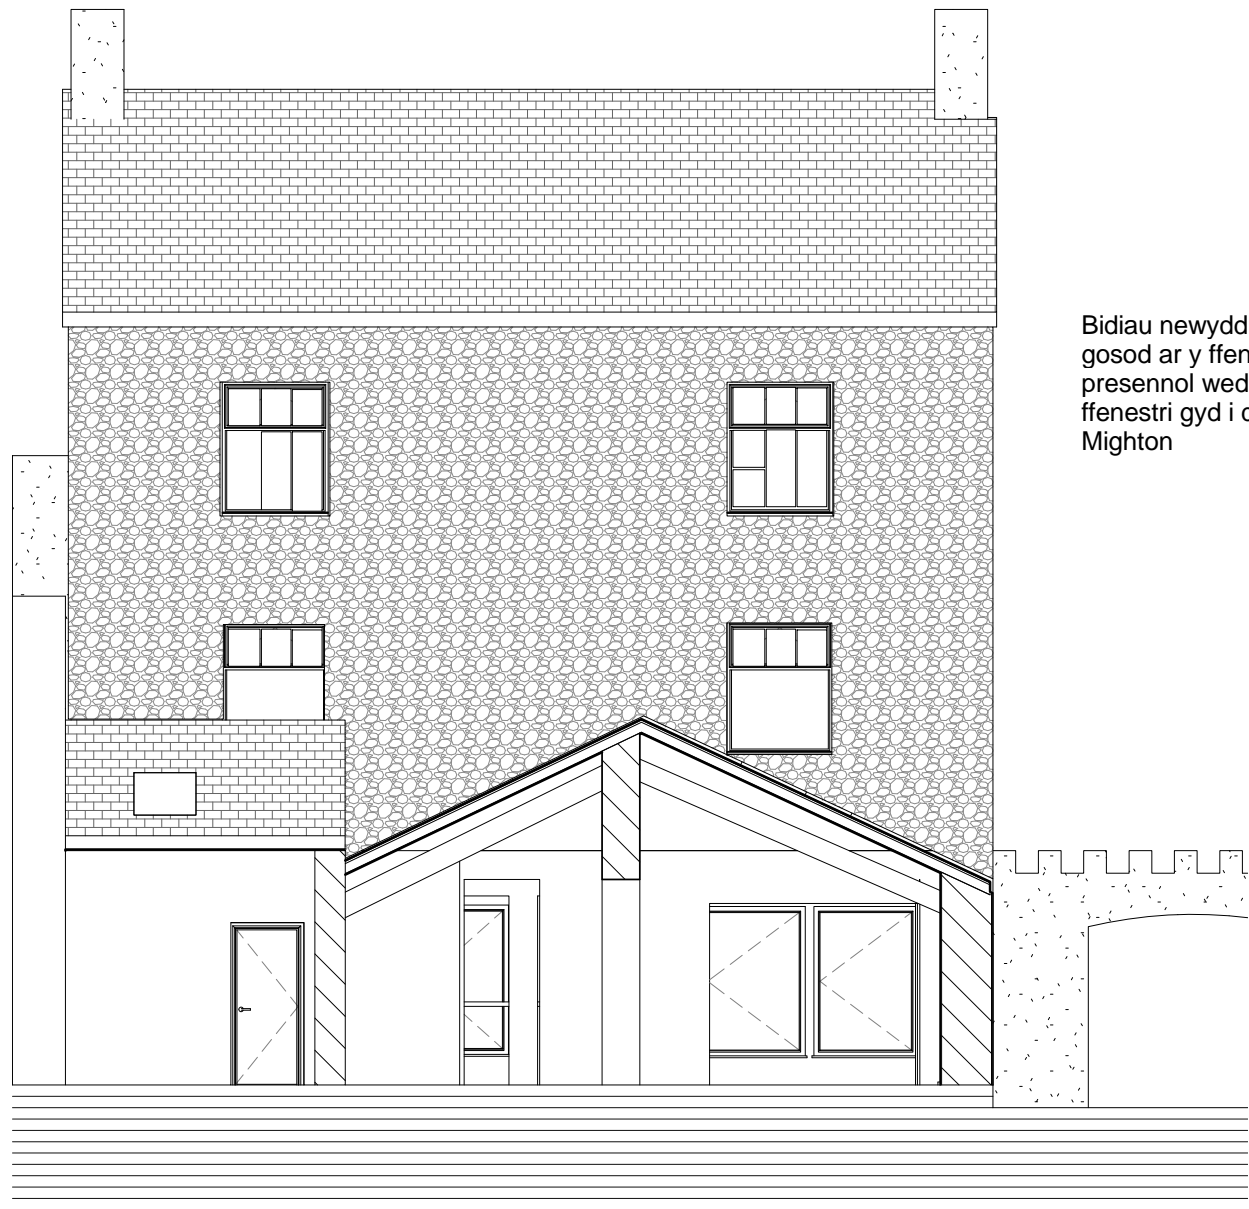 Bidiau newydd
gosod ar y ffen
presennol wed
ffenestri gyd i
Mighton